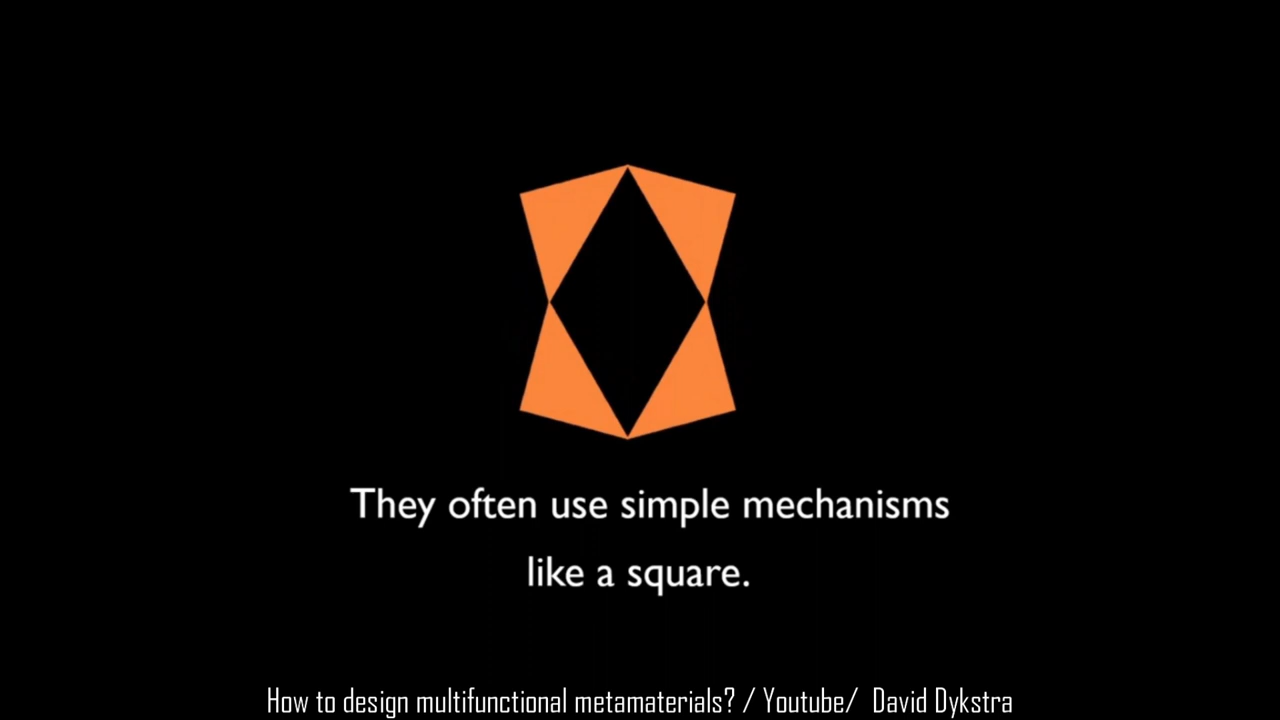 They often use simple mechanisms
like a square.
How to design multifunctional metamaterials? / Youtube/ David Dykstra